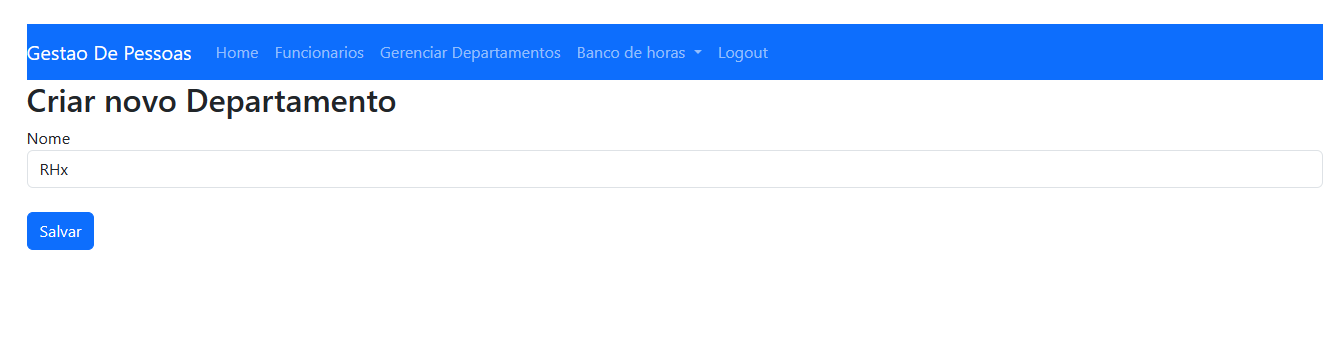 Gestao De Pessoas Home Funcionarios Gerenciar Departamentos Banco de horas Logout
Criar novo Departamento
Nome
RHx
Salvar